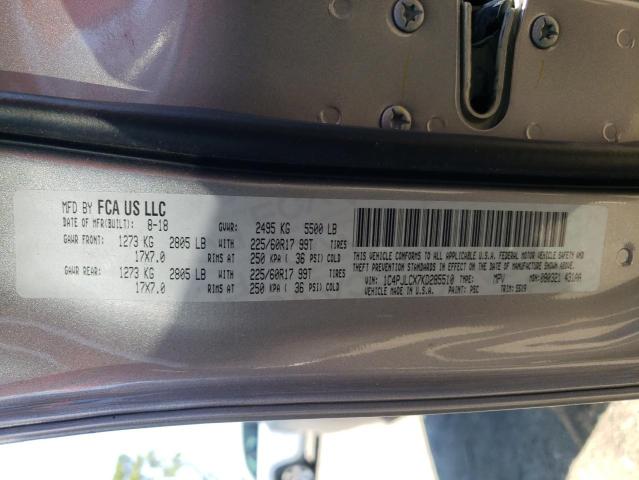 MFD BY FCA US LLC
DATE OF MFR(BUILT): 8-18 GVWR: 2495 KG 5500 LB
GAWR FRONT: 1273 KG 2805 LB WITH 225/60R17 99T TIRES
17X7.0 RIMS AT 250 KPA ( 36 PSI) COLD
GAWR REAR: 1273 KG 2805 LB WITH 225/60R17 99T TIRES
17X7.0 RIMS AT 250 KPA ( 36 PSI) COLD
THIS VEHICLE CONFORMS TO ALL APPLICABLE U.S.A. FEDERAL MOTOR VEHICLE SAFETY AND
THEFT PREVENTION STANDARDS IN EFFECT ON THE DATE OF MANUFACTURE SHOWN ABOVE.
VIN: 1C4PJLCX7KD285510 TYPE: MPV MDH: 080321 431AA
VEHICLE MADE IN U.S.A. PAINT: PSC TRIM: